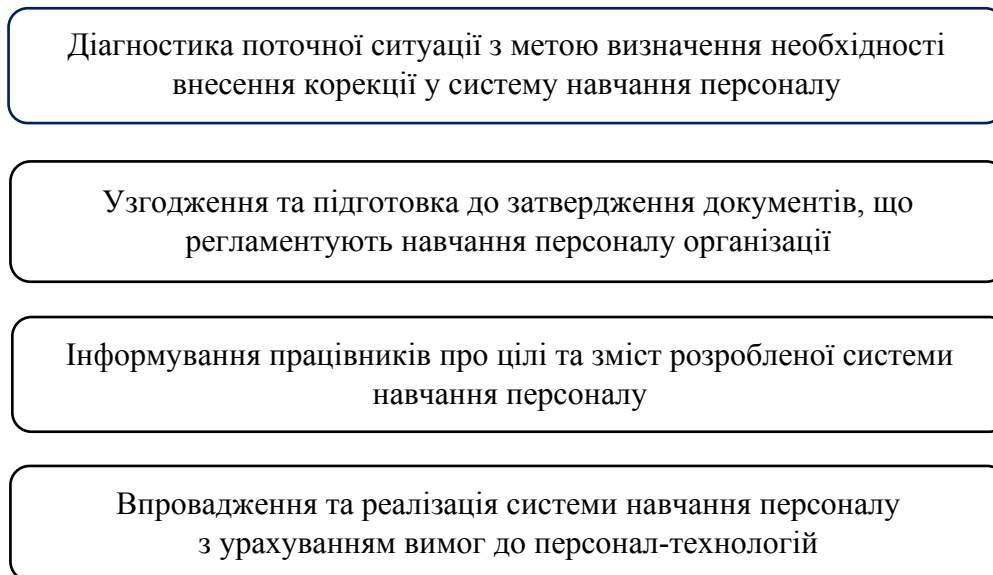 Діагностика поточної ситуації з метою визначення необхідності
внесення корекції у систему навчання персоналу
Узгодження та підготовка до затвердження документів, що
регламентують навчання персоналу організації
Інформування працівників про цілі та зміст розробленої системи
навчання персоналу
Впровадження та реалізація системи навчання персоналу
з урахуванням вимог до персонал-технологій